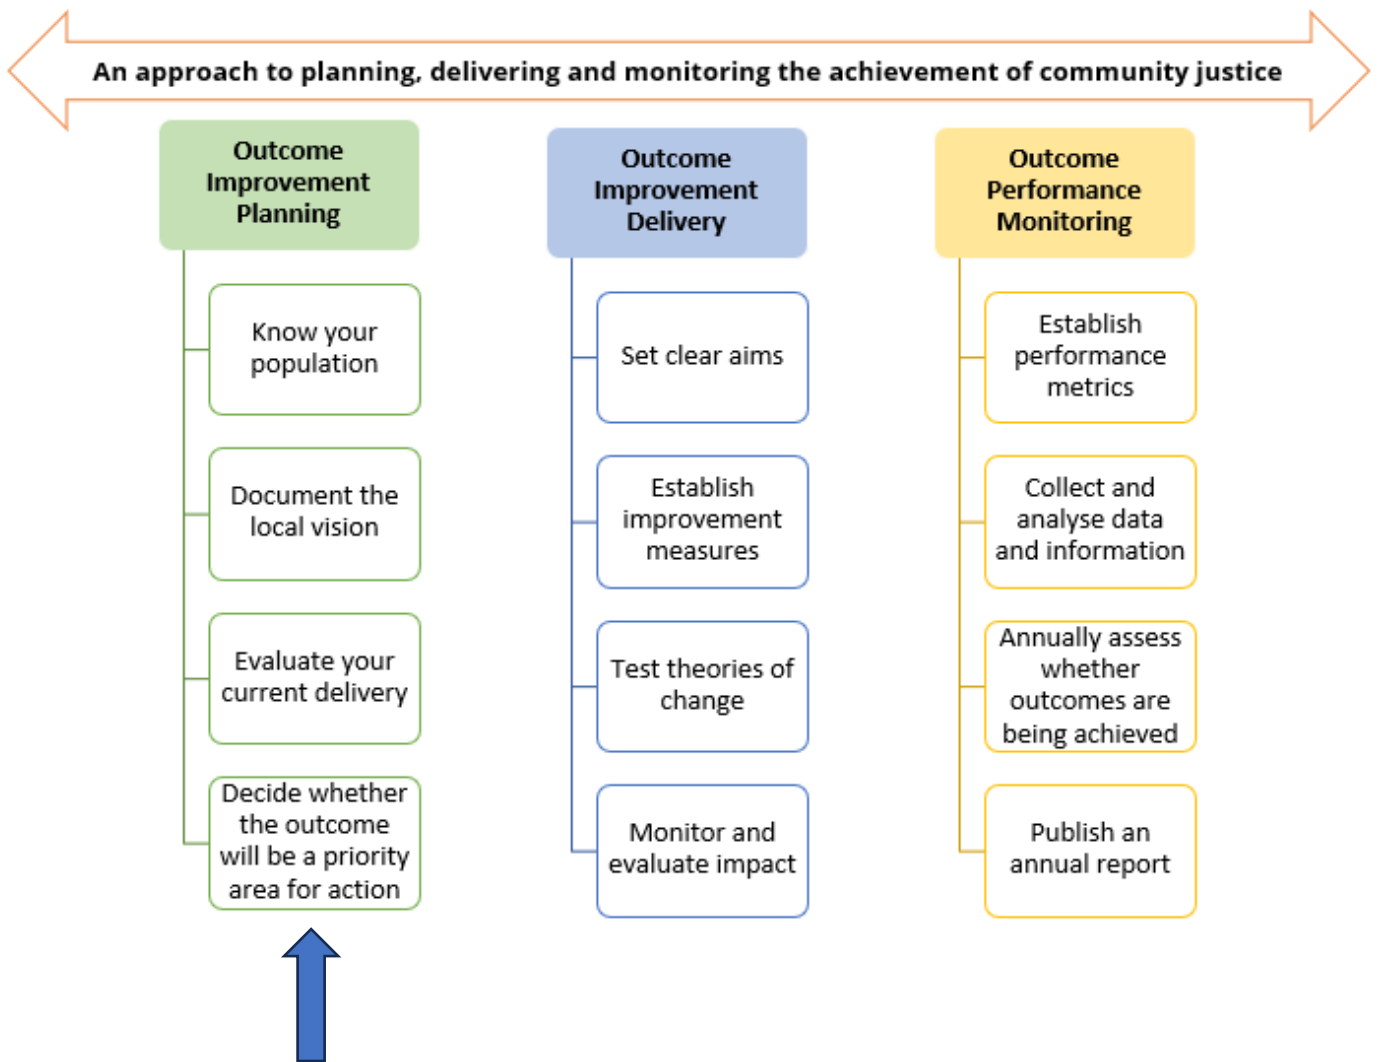 An approach to planning, delivering and monitoring the achievement of community justice
Outcome
Improvement
Planning
Know your
population
Document the
local vision
Evaluate your
current delivery
Decide whether
the outcome
will be a priority
area for action
Outcome
Improvement
Delivery
Set clear aims
Establish
improvement
measures
Test theories of
change
Monitor and
evaluate impact
Outcome
Performance
Monitoring
Establish
performance
metrics
Collect and
analyse data
and information
Annually assess
whether
outcomes are
being achieved
Publish an
annual report